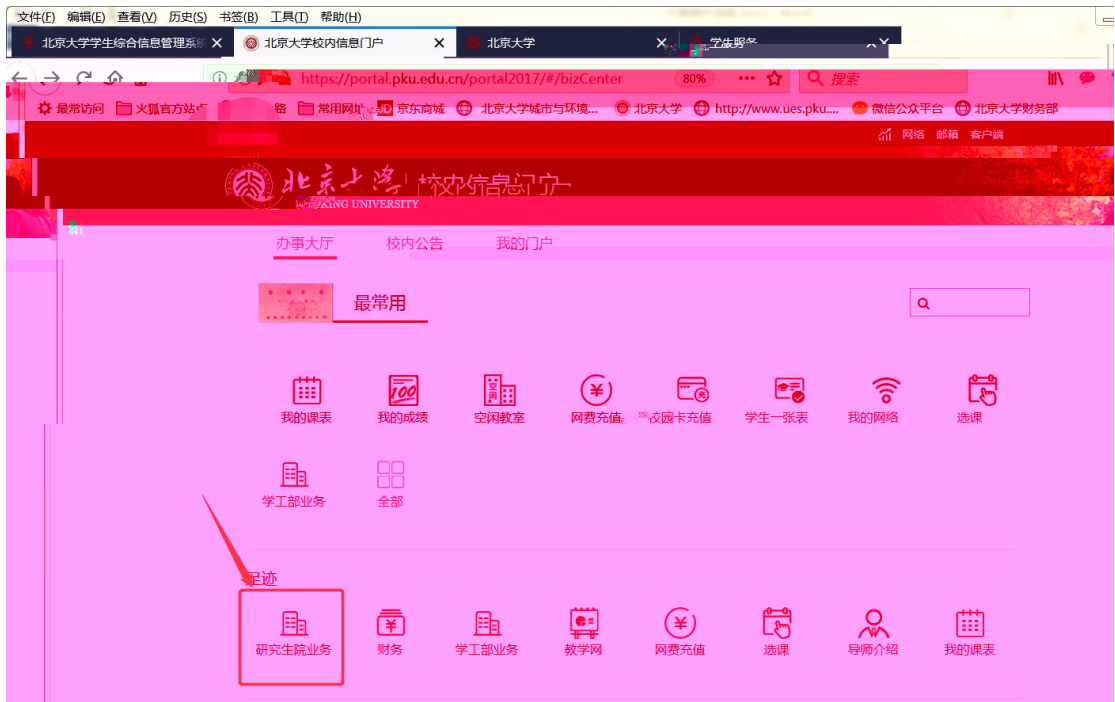 文件(F) 编辑(E) 查看(V) 历史(S) 书签(B) 工具(T) 帮助(H)
北京大学学生综合信息管理系统 北京大学校内信息门户 北京大学
https://portal.pku.edu.cn/portal2017/#/bizCenter 80% 搜索
最常访问 火狐官方站点 常用网址 JD 京东商城 北京大学城市与环境... 北京大学 http://www.ues.pku.... 微信公众平台 北京大学财务部
网络 邮箱 客户端
北京大学 校内信息门户
PEKING UNIVERSITY
办事大厅 校内公告 我的门户
最常用
我的课表 我的成绩 空闲教室 网费充值 校园卡充值 学生一张表 我的网络 选课
学工部业务 全部
足迹
研究生院业务 财务 学工部业务 教学网 网费充值 选课 导师介绍 我的课表